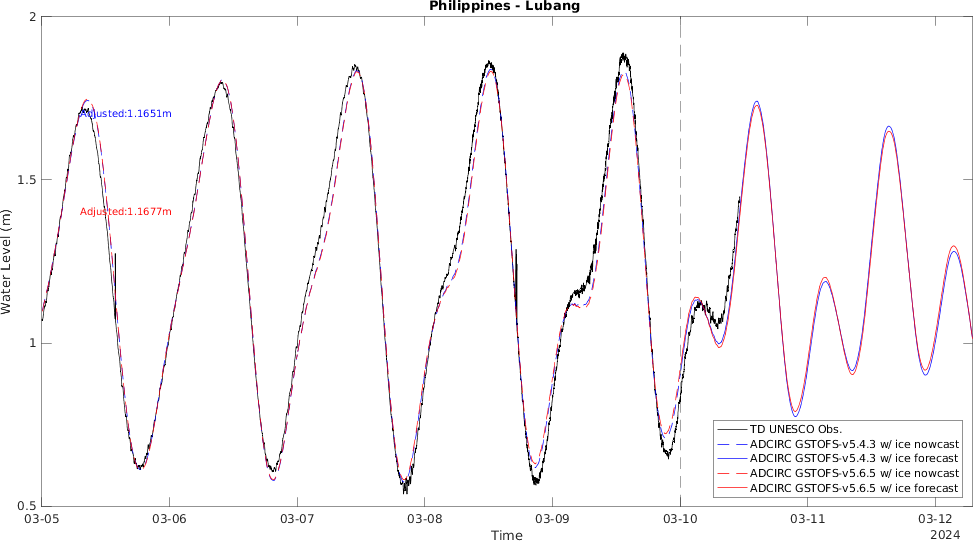 Philippines - Lubang
2
Adjusted:1.1651m
1.5
Adjusted:1.1677m
Water Level (m)
1
TD UNESCO Obs.
ADCIRC GSTOFS-v5.4.3 w/ ice nowcast
ADCIRC GSTOFS-v5.4.3 w/ ice forecast
ADCIRC GSTOFS-v5.6.5 w/ ice nowcast
ADCIRC GSTOFS-v5.6.5 w/ ice forecast
0.5
03-05 03-06 03-07 03-08 03-09 03-10 03-11 03-12
Time
2024